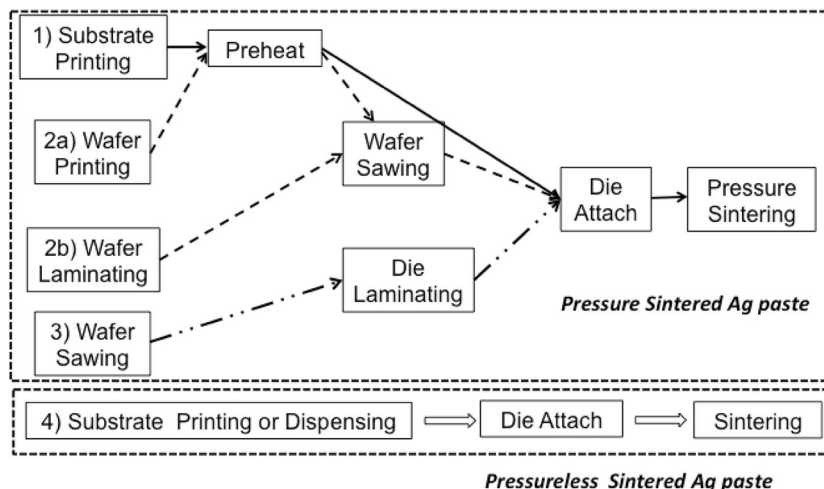 1) Substrate
Printing
Preheat
2a) Wafer
Printing
Wafer
Sawing
Die
Attach
Pressure
Sintering
2b) Wafer
Laminating
Die
Laminating
Pressure Sintered Ag paste
3) Wafer
Sawing
4) Substrate Printing or Dispensing
Die Attach
Sintering
Pressureless Sintered Ag paste